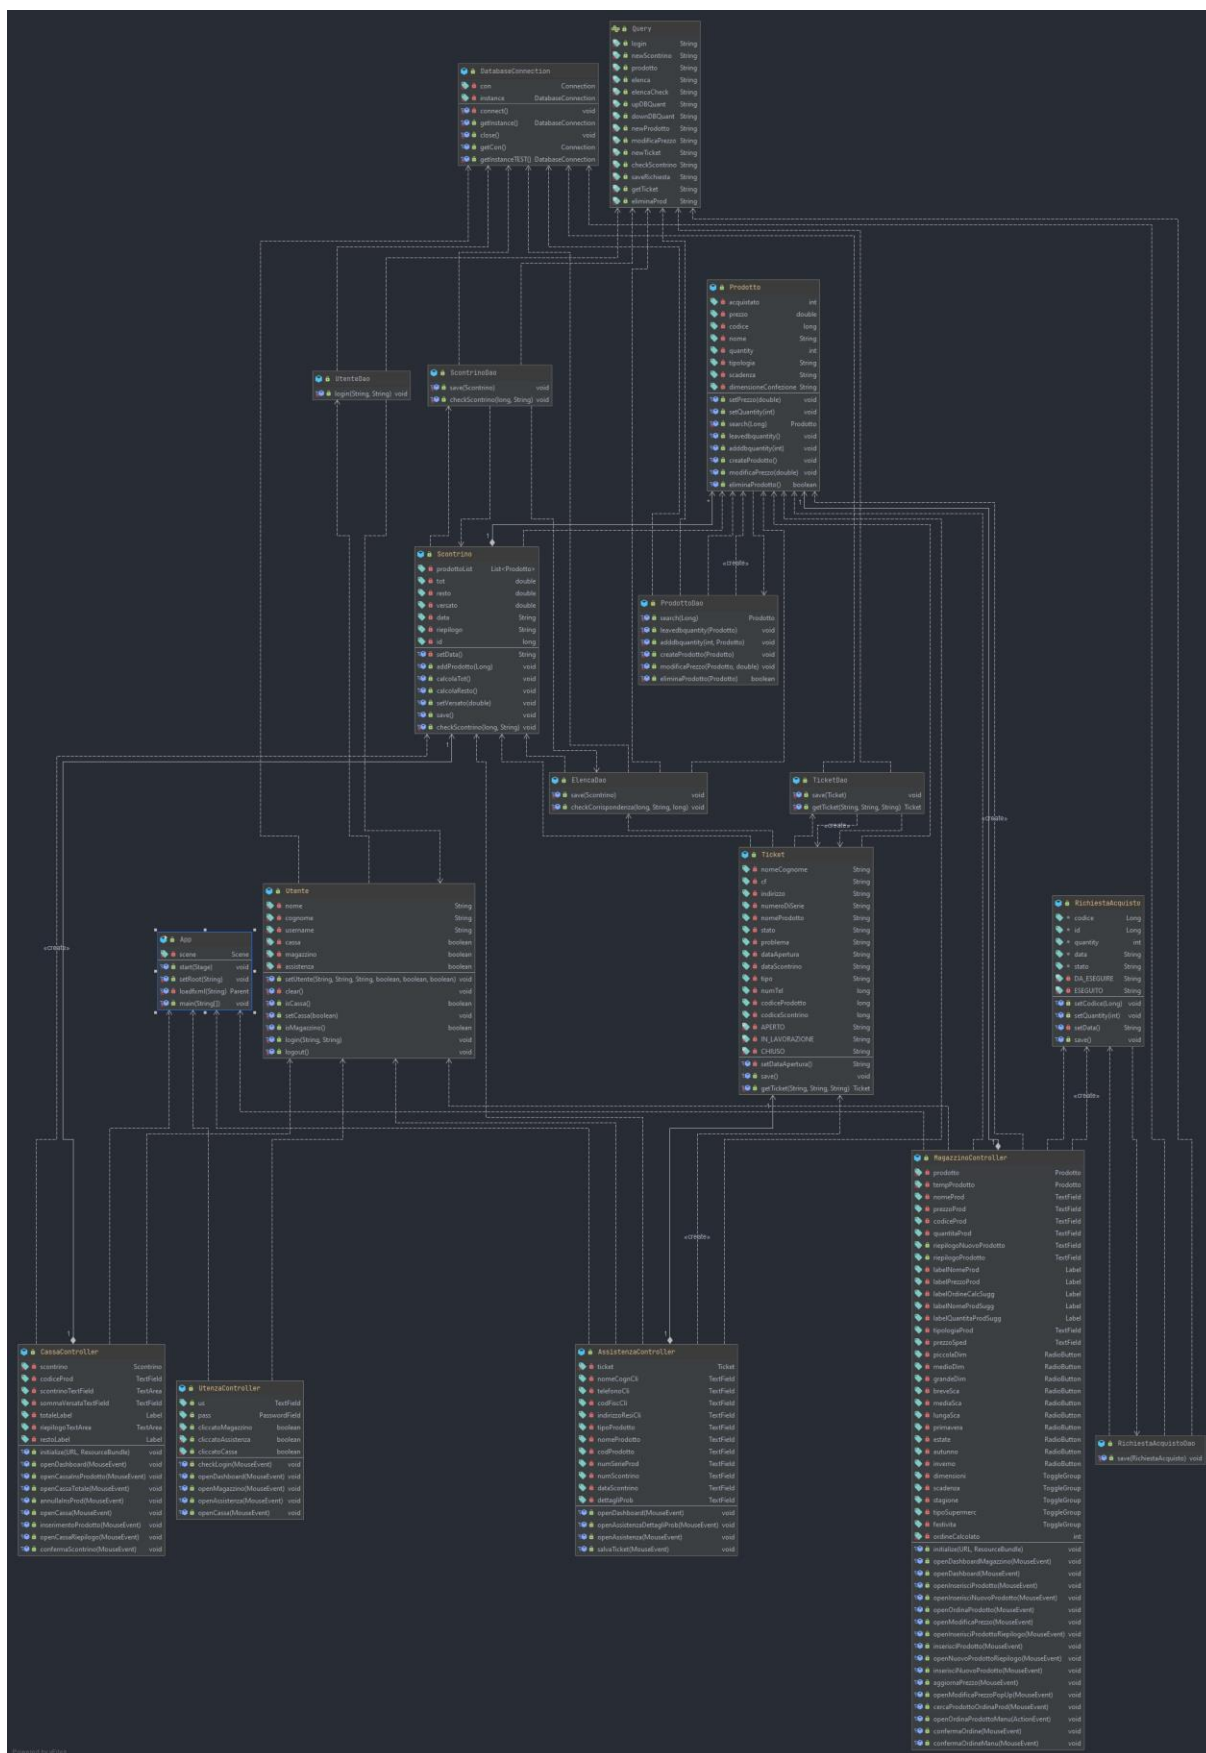 Query
login String
newScontrino String
prodotto String
elenca String
elencaCheck String
upDBQuant String
downDBQuant String
newProdotto String
modificaPrezzo String
newTicket String
checkScontrino String
saveRichiesta String
getTicket String
eliminaProd String
DatabaseConnection
con Connection
instance DatabaseConnection
connect() void
getInstance() DatabaseConnection
close() void
getCon() Connection
getInstanceTEST() DatabaseConnection
Prodotto
acquistato int
prezzo double
codice long
nome String
quantity int
tipologia String
scadenza String
dimensioneConfezione String
setPrezzo(double) void
setQuantity(int) void
search(Long) Prodotto
leavedbquantity() void
adddbquantity(int) void
createProdotto() void
modificaPrezzo(double) void
eliminaProdotto() boolean
UtenteDao
login(String, String) void
ScontrinoDao
save(Scontrino) void
checkScontrino(long, String) void
* 1
1
Scontrino
prodottoList List<Prodotto>
tot double
resto double
versato double
data String
riepilogo String
id long
setData() String
addProdotto(Long) void
calcolaTot() void
calcolaResto() void
setVersato(double) void
save() void
checkScontrino(long, String) void
1
«create»
ProdottoDao
search(Long) Prodotto
leavedbquantity(Prodotto) void
adddbquantity(int, Prodotto) void
createProdotto(Prodotto) void
modificaPrezzo(Prodotto, double) void
eliminaProdotto(Prodotto) boolean
ElencaDao
save(Scontrino) void
checkCorrispondenza(long, String, long) void
TicketDao
save(Ticket) void
getTicket(String, String, String) Ticket
«create»
«create»
Ticket
nomeCognome String
cf String
indirizzo String
numeroDiSerie String
nomeProdotto String
stato String
problema String
dataApertura String
dataScontrino String
tipo String
numTel long
codiceProdotto long
codiceScontrino long
APERTO String
IN_LAVORAZIONE String
CHIUSO String
setDataApertura() String
save() void
getTicket(String, String, String) Ticket
1
Utente
nome String
cognome String
username String
cassa boolean
magazzino boolean
assistenza boolean
setUtente(String, String, String, boolean, boolean, boolean) void
clear() void
isCassa() boolean
setCassa(boolean) void
isMagazzino() boolean
login(String, String) void
logout() void
App
scene Scene
start(Stage) void
setRoot(String) void
loadfxml(String) Parent
main(String[]) void
«create»
RichiestaAcquisto
codice Long
id Long
quantity int
data String
stato String
DA_ESEGUIRE String
ESEGUITO String
setCodice(Long) void
setQuantity(int) void
setData() String
save() void
«create»
«create»
MagazzinoController
prodotto Prodotto
tempProdotto Prodotto
nomeProd TextField
prezzoProd TextField
codiceProd TextField
quantitaProd TextField
riepilogoNuovoProdotto TextField
riepilogoProdotto TextField
labelNomeProd Label
labelPrezzoProd Label
labelOrdineCalcSugg Label
labelNomeProdSugg Label
labelQuantitaProdSugg Label
tipologiaProd TextField
prezzoSped TextField
piccolaDim RadioButton
medioDim RadioButton
grandeDim RadioButton
breveSca RadioButton
mediaSca RadioButton
lungaSca RadioButton
primavera RadioButton
estate RadioButton
autunno RadioButton
inverno RadioButton
dimensioni ToggleGroup
scadenza ToggleGroup
stagione ToggleGroup
tipoSupermerc ToggleGroup
festivita ToggleGroup
ordineCalcolato int
initialize(URL, ResourceBundle) void
openDashboardMagazzino(MouseEvent) void
openDashboard(MouseEvent) void
openInserisciProdotto(MouseEvent) void
openInserisciNuovoProdotto(MouseEvent) void
openOrdinaProdotto(MouseEvent) void
openModificaPrezzo(MouseEvent) void
openInserisciProdottoRiepilogo(MouseEvent) void
inserisciProdotto(MouseEvent) void
openNuovoProdottoRiepilogo(MouseEvent) void
inserisciNuovoProdotto(MouseEvent) void
aggiornaPrezzo(MouseEvent) void
openModificaPrezzoPopUp(MouseEvent) void
cercaProdottoOrdinaProd(MouseEvent) void
openOrdinaProdottoManu(ActionEvent) void
confermaOrdine(MouseEvent) void
confermaOrdineManu(MouseEvent) void
1
CassaController
scontrino Scontrino
codiceProd TextField
scontrinoTextField TextArea
sommaVersataTextField TextField
totaleLabel Label
riepilogoTextArea TextArea
restoLabel Label
initialize(URL, ResourceBundle) void
openDashboard(MouseEvent) void
openCassaInsProdotto(MouseEvent) void
openCassaTotale(MouseEvent) void
annullaInsProd(MouseEvent) void
openCassa(MouseEvent) void
inserimentoProdotto(MouseEvent) void
openCassaRiepilogo(MouseEvent) void
confermaScontrino(MouseEvent) void
UtenzaController
us TextField
pass PasswordField
cliccatoMagazzino boolean
cliccatoAssistenza boolean
cliccatoCassa boolean
checkLogin(MouseEvent) void
openDashboard(MouseEvent) void
openMagazzino(MouseEvent) void
openAssistenza(MouseEvent) void
openCassa(MouseEvent) void
1
AssistenzaController
ticket Ticket
nomeCognCli TextField
telefonoCli TextField
codFiscCli TextField
indirizzoResiCli TextField
tipoProdotto TextField
nomeProdotto TextField
codProdotto TextField
numSerieProd TextField
numScontrino TextField
dataScontrino TextField
dettagliProb TextField
openDashboard(MouseEvent) void
openAssistenzaDettagliProb(MouseEvent) void
openAssistenza(MouseEvent) void
salvaTicket(MouseEvent) void
RichiestaAcquistoDao
save(RichiestaAcquisto) void